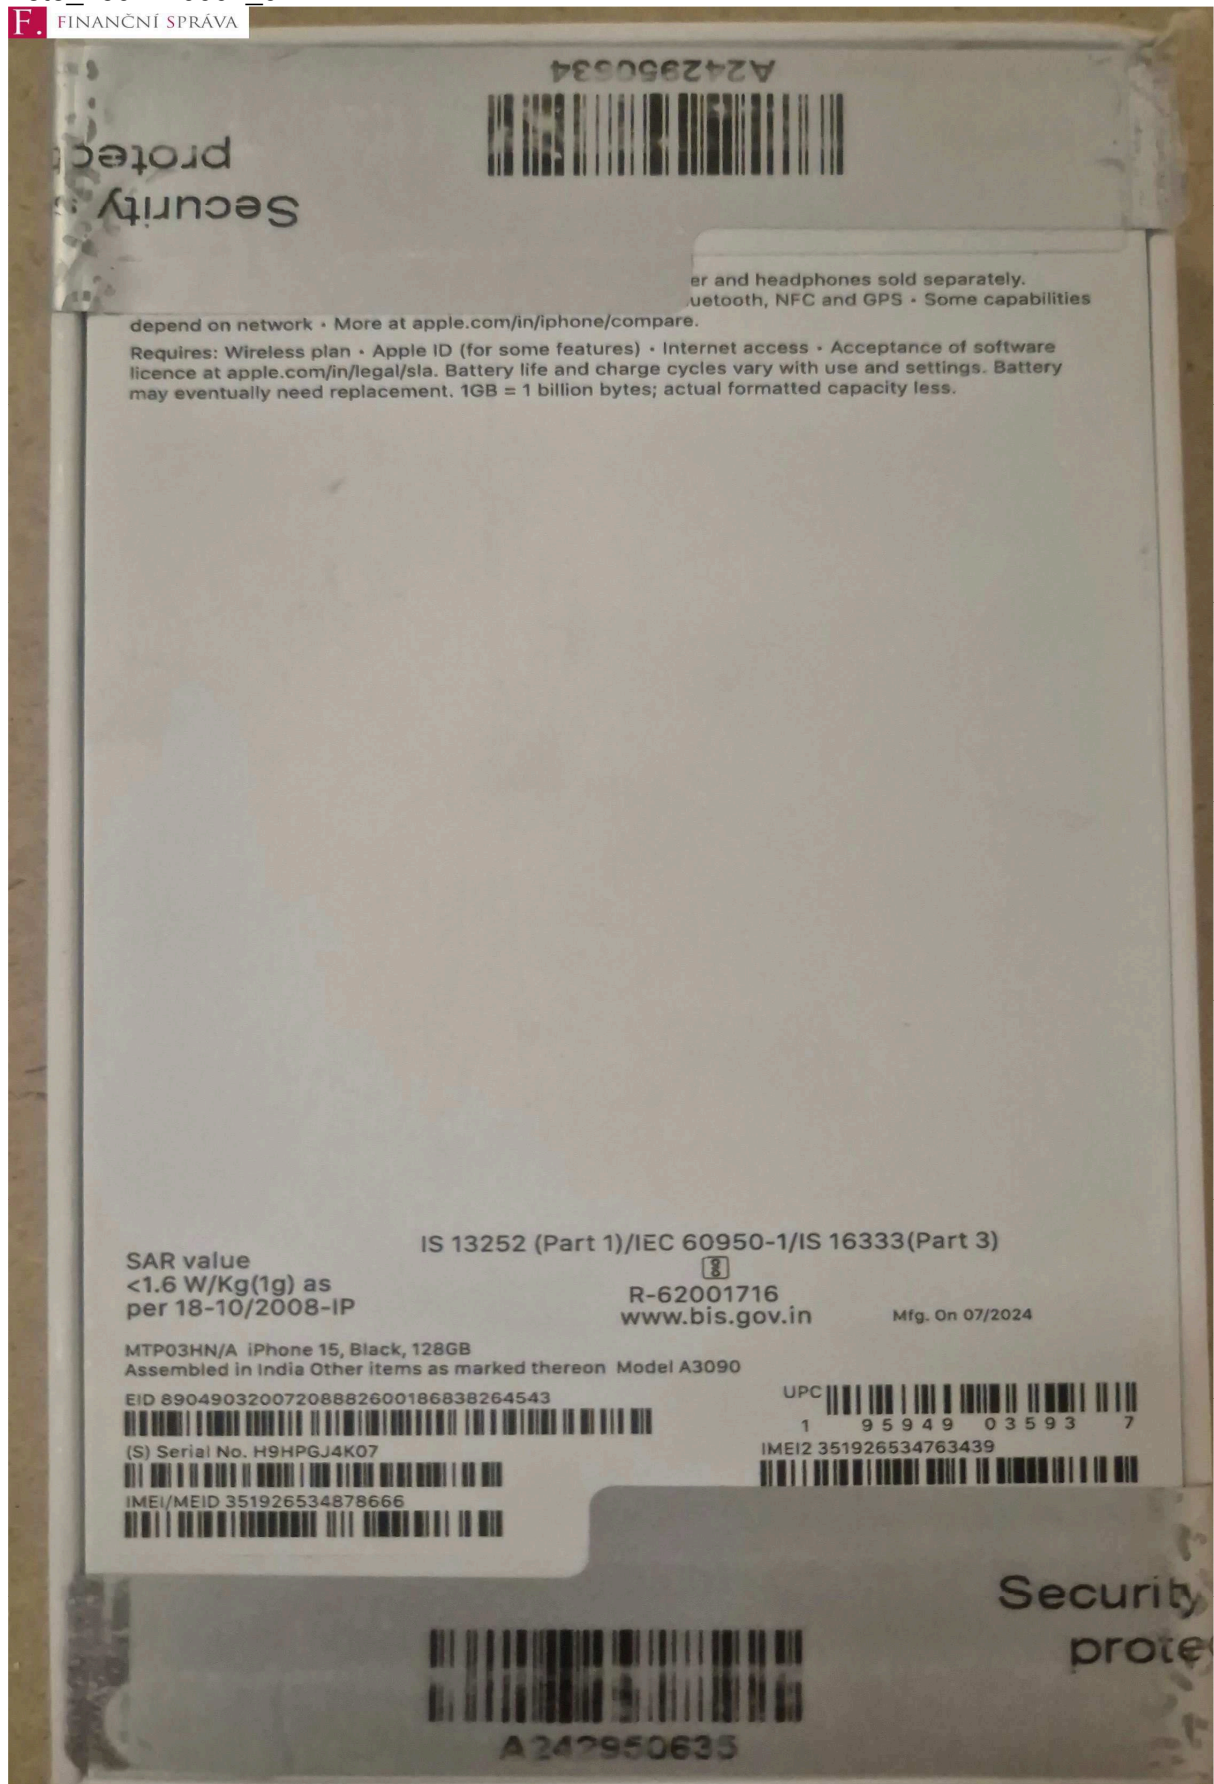 F. FINANČNÍ SPRÁVA
A242950634
Security
protec
er and headphones sold separately.
uetooth, NFC and GPS • Some capabilities
depend on network • More at apple.com/in/iphone/compare.
Requires: Wireless plan • Apple ID (for some features) • Internet access • Acceptance of software
licence at apple.com/in/legal/sla. Battery life and charge cycles vary with use and settings. Battery
may eventually need replacement. 1GB = 1 billion bytes; actual formatted capacity less.
IS 13252 (Part 1)/IEC 60950-1/IS 16333(Part 3)
SAR value
<1.6 W/Kg(1g) as
per 18-10/2008-IP
R-62001716
www.bis.gov.in
Mfg. On 07/2024
MTP03HN/A iPhone 15, Black, 128GB
Assembled in India Other items as marked thereon Model A3090
EID 89049032007208882600186838264543
UPC
1 95949 03593 7
(S) Serial No. H9HPGJ4K07
IMEI2 351926534763439
IMEI/MEID 351926534878666
Security
prote
A242950635